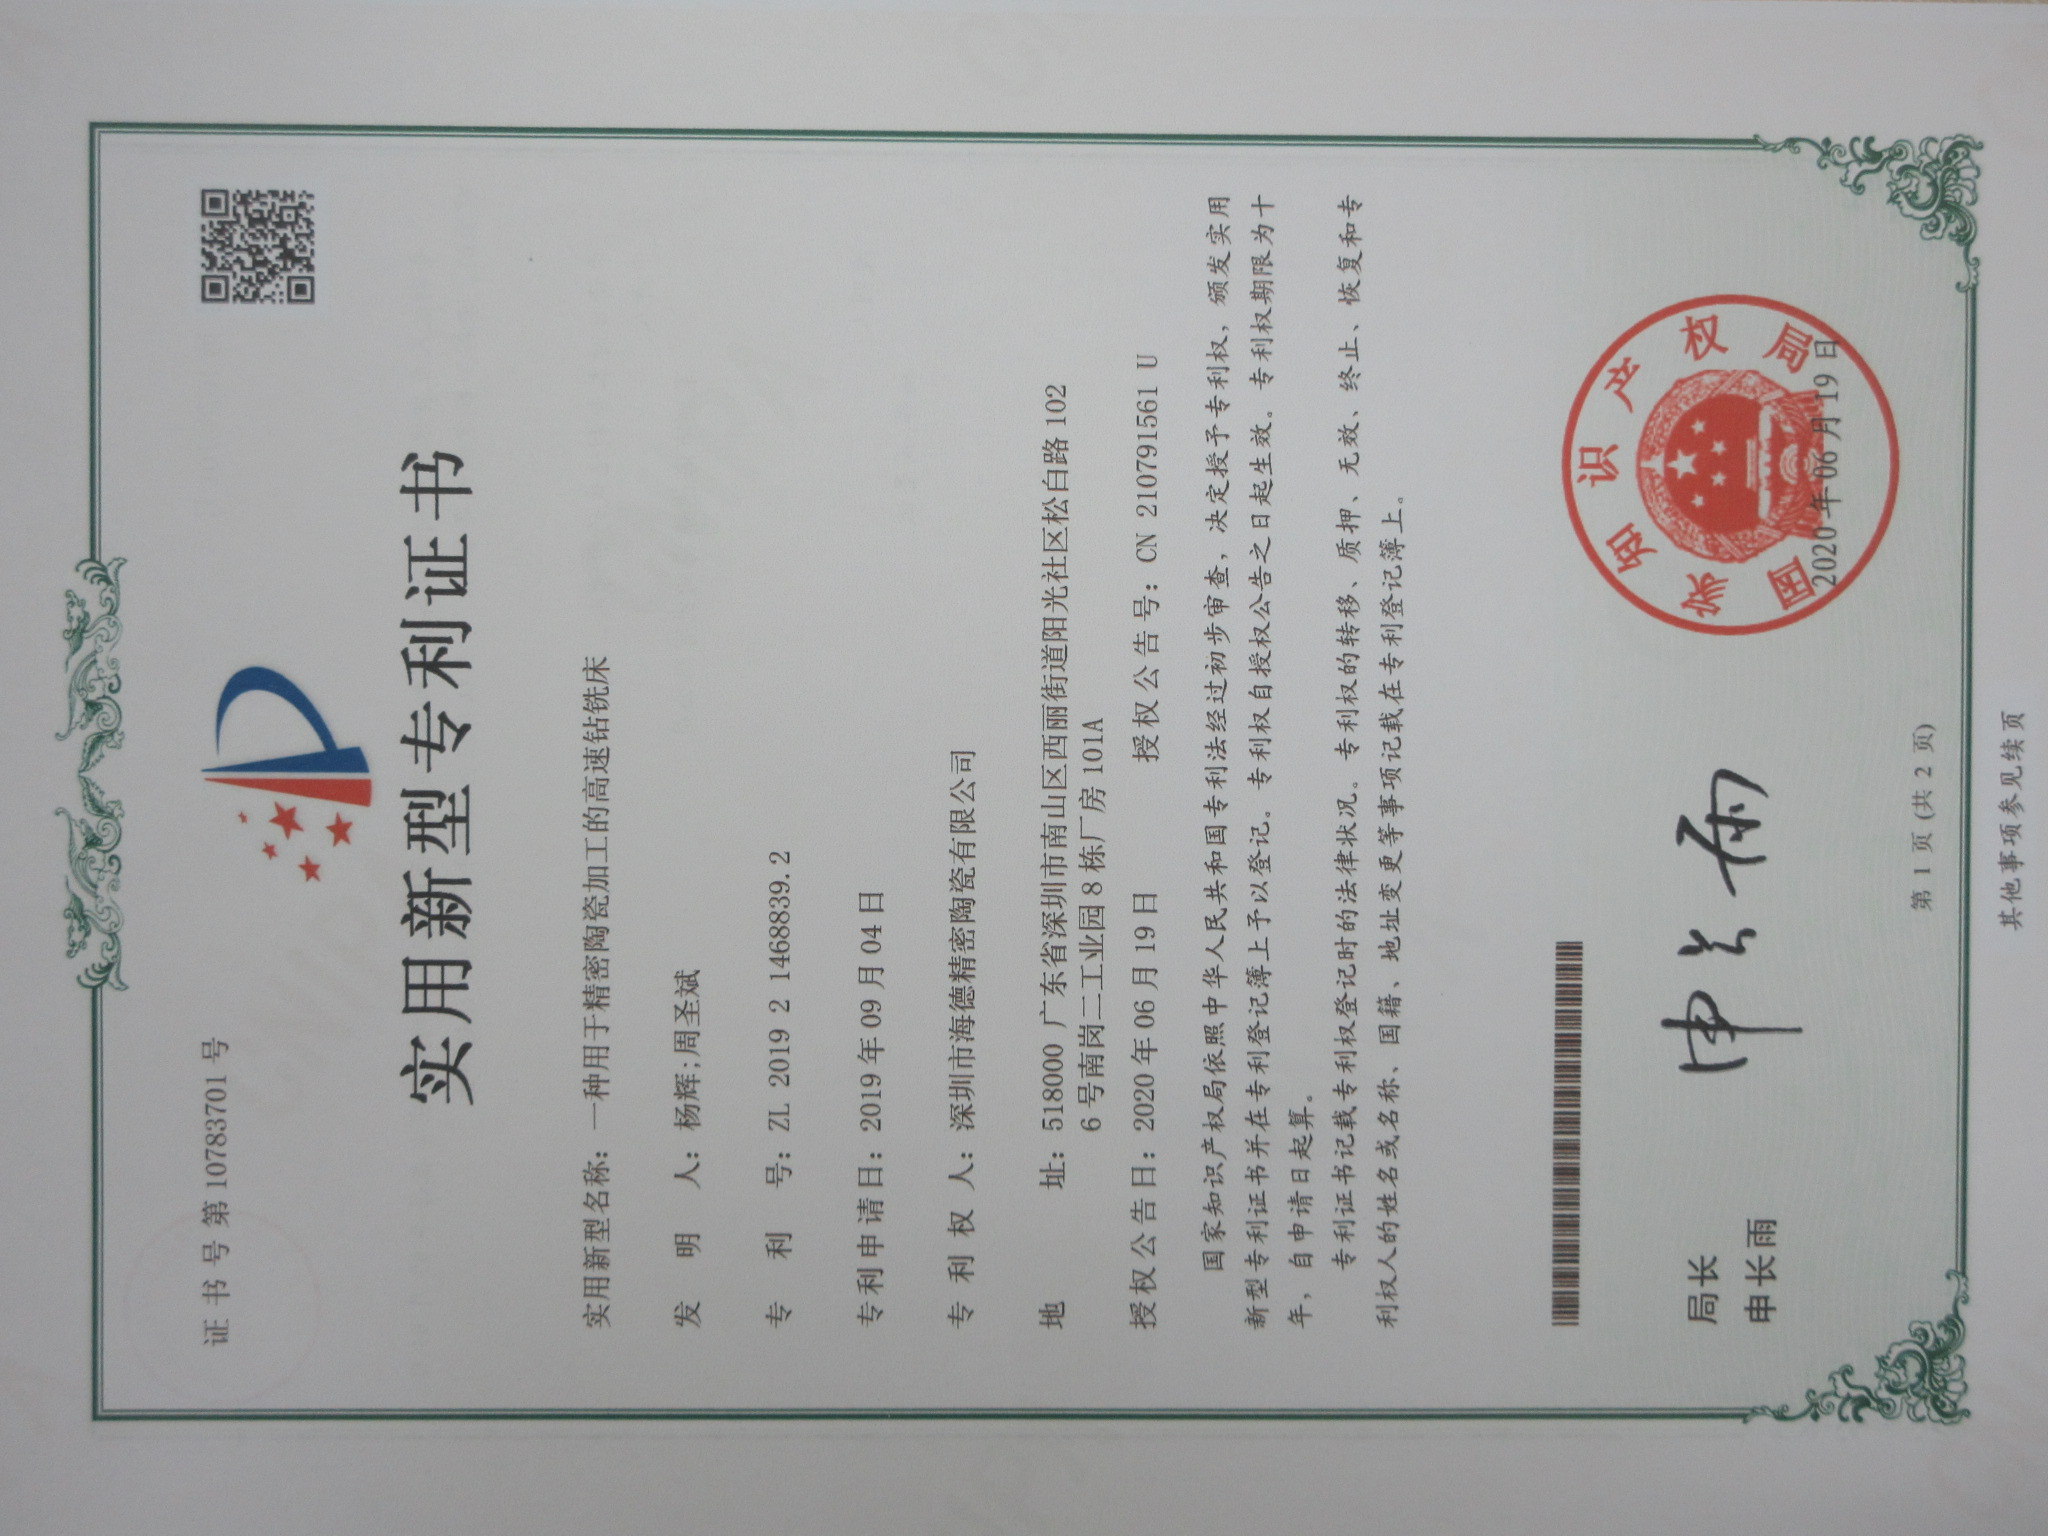 证书号第10783701号
实用新型专利证书
实用新型名称：一种用于精密陶瓷加工的高速钻铣床
发明人：杨辉;周圣斌
专利号：ZL 2019 2 1468839.2
专利申请日：2019年09月04日
专利权人：深圳市海德精密陶瓷有限公司
地址：518000 广东省深圳市南山区西丽街道阳光社区松白路102
6号南岗二工业园8栋厂房101A
授权公告日：2020年06月19日 授权公告号：CN 210791561 U
国家知识产权局依照中华人民共和国专利法经过初步审查，决定授予专利权，颁发实用
新型专利证书并在专利登记簿上予以登记。专利权自授权公告之日起生效。专利权期限为十
年，自申请日起算。
专利证书记载专利权登记时的法律状况。专利权的转移、质押、无效、终止、恢复和专
利权人的姓名或名称、国籍、地址变更等事项记载在专利登记簿上。
局长
申长雨
申长雨
国家知识产权局
2020年06月19日
第 1 页 (共 2 页)
其他事项参见续页